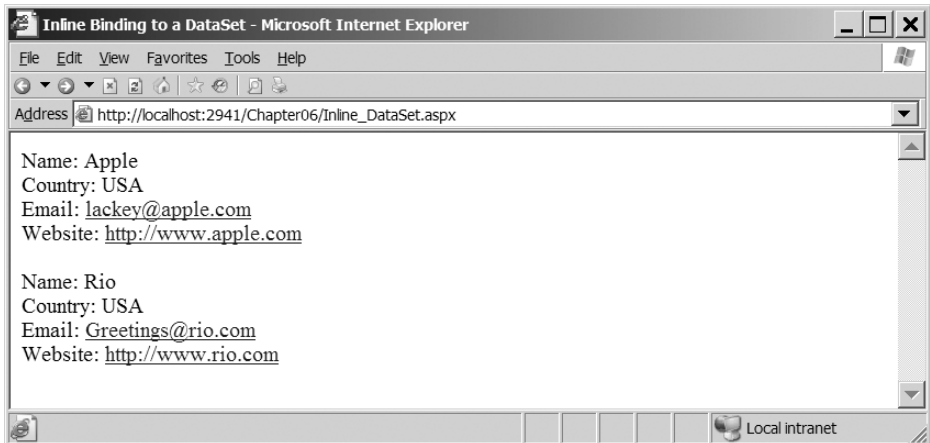 Inline Binding to a DataSet - Microsoft Internet Explorer
File Edit View Favorites Tools Help
Address http://localhost:2941/Chapter06/Inline_DataSet.aspx
Name: Apple
Country: USA
Email: lackey@apple.com
Website: http://www.apple.com
Name: Rio
Country: USA
Email: Greetings@rio.com
Website: http://www.rio.com
Local intranet